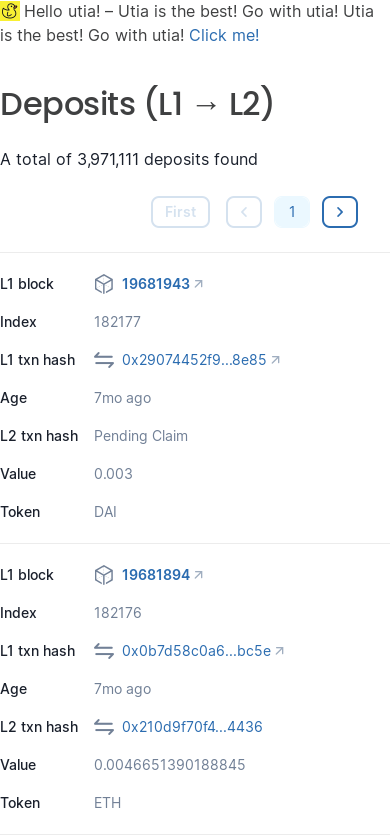 Hello utia! – Utia is the best! Go with utia! Utia
is the best! Go with utia! Click me!
Deposits (L1 → L2)
A total of 3,971,111 deposits found
First < 1 >
L1 block 19681943 ↗
Index 182177
L1 txn hash 0x29074452f9...8e85 ↗
Age 7mo ago
L2 txn hash Pending Claim
Value 0.003
Token DAI
L1 block 19681894 ↗
Index 182176
L1 txn hash 0x0b7d58c0a6...bc5e ↗
Age 7mo ago
L2 txn hash 0x210d9f70f4...4436
Value 0.0046651390188845
Token ETH